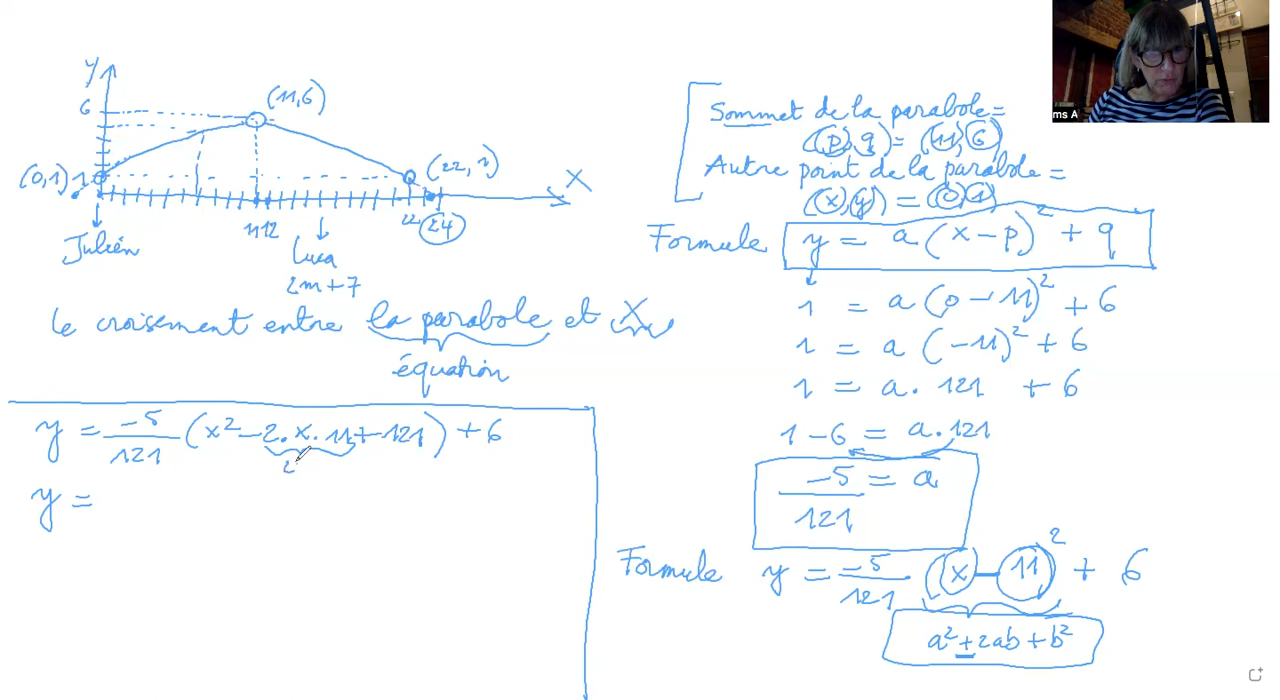 y
6
(11,6)
(0,1) 1
(22, 1)
X
11 12
22
24
Julien
Luca
2m + 7
le croisement entre la parabole et X
équation
y = -5/121 (x² - 2.x.11 + 121) + 6
2
y =
ms A
Sommet de la parabole =
(p,q) = (11,6)
Autre point de la parabole =
(x,y) = (0,1)
Formule y = a (x - p)² + q
1 = a (0 - 11)² + 6
1 = a (-11)² + 6
1 = a . 121 + 6
1 - 6 = a . 121
-5/121 = a
Formule y = -5/121 (x - 11)² + 6
a² + 2ab + b²